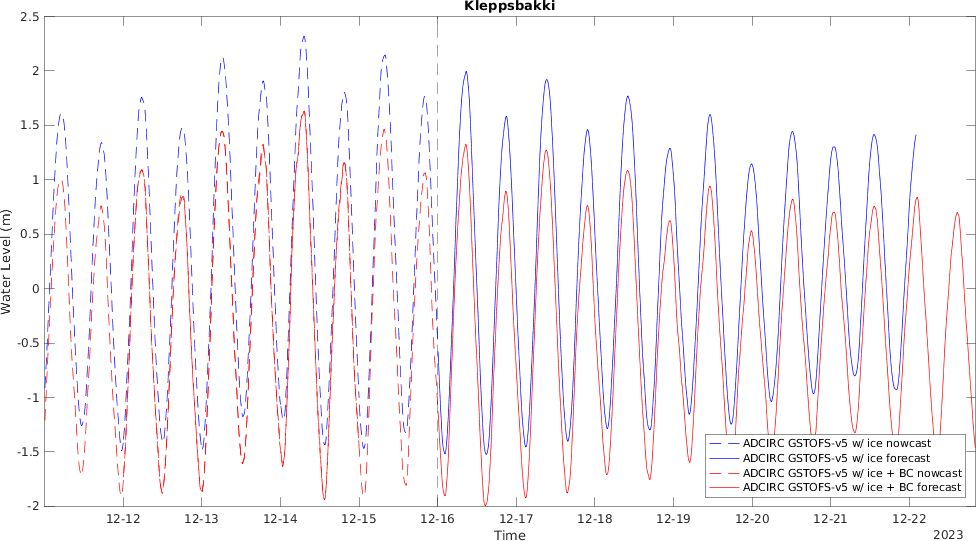 Kleppsbakki
2.5
2
1.5
1
0.5
0
-0.5
-1
-1.5
-2
Water Level (m)
ADCIRC GSTOFS-v5 w/ ice nowcast
ADCIRC GSTOFS-v5 w/ ice forecast
ADCIRC GSTOFS-v5 w/ ice + BC nowcast
ADCIRC GSTOFS-v5 w/ ice + BC forecast
12-12 12-13 12-14 12-15 12-16 12-17 12-18 12-19 12-20 12-21 12-22
Time
2023